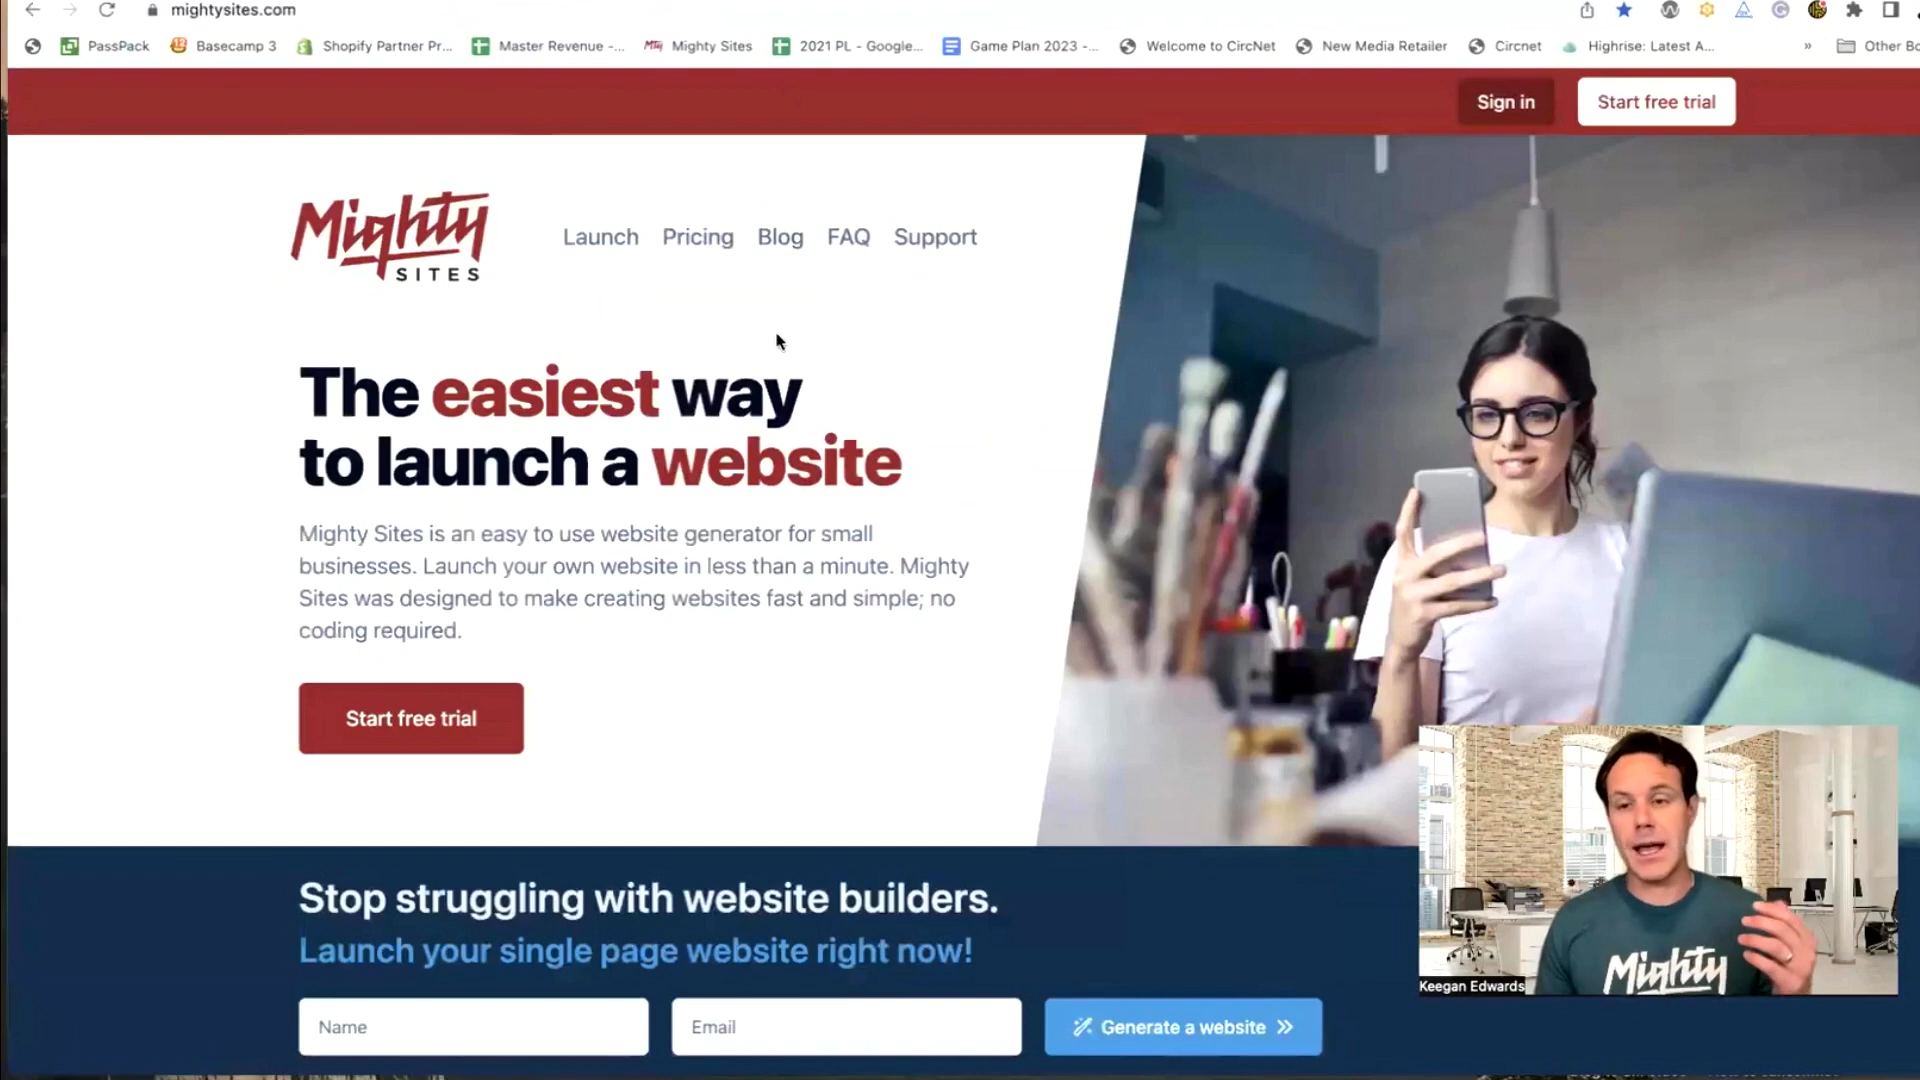 mightysites.com
PassPack
Basecamp 3
Shopify Partner Pr...
Master Revenue -...
Mighty Sites
2021 PL - Google...
Game Plan 2023 -...
Welcome to CircNet
New Media Retailer
Circnet
Highrise: Latest A...
»
Other Bo
Sign in
Start free trial
Mighty
SITES
Launch
Pricing
Blog
FAQ
Support
The easiest way
to launch a website
Mighty Sites is an easy to use website generator for small
businesses. Launch your own website in less than a minute. Mighty
Sites was designed to make creating websites fast and simple; no
coding required.
Start free trial
Stop struggling with website builders.
Launch your single page website right now!
Name
Email
Generate a website
Mighty
Keegan Edwards